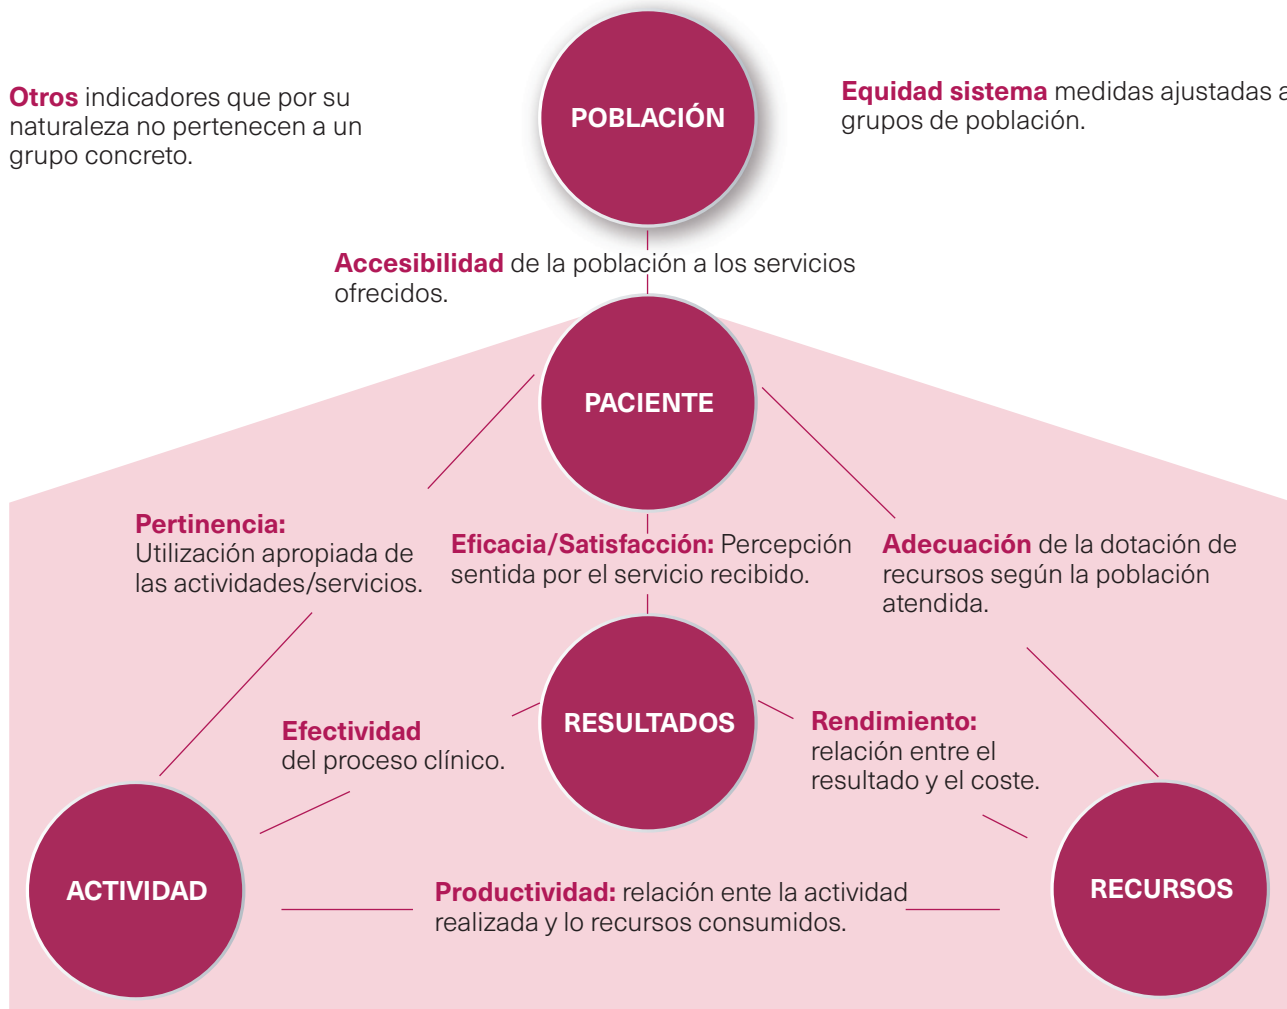 Otros indicadores que por su
naturaleza no pertenecen a un
grupo concreto.
POBLACIÓN
Equidad sistema medidas ajustadas a
grupos de población.
Accesibilidad de la población a los servicios
ofrecidos.
PACIENTE
Pertinencia:
Utilización apropiada de
las actividades/servicios.
Eficacia/Satisfacción: Percepción
sentida por el servicio recibido.
Adecuación de la dotación de
recursos según la población
atendida.
RESULTADOS
Efectividad
del proceso clínico.
Rendimiento:
relación entre el
resultado y el coste.
ACTIVIDAD
Productividad: relación ente la actividad
realizada y lo recursos consumidos.
RECURSOS